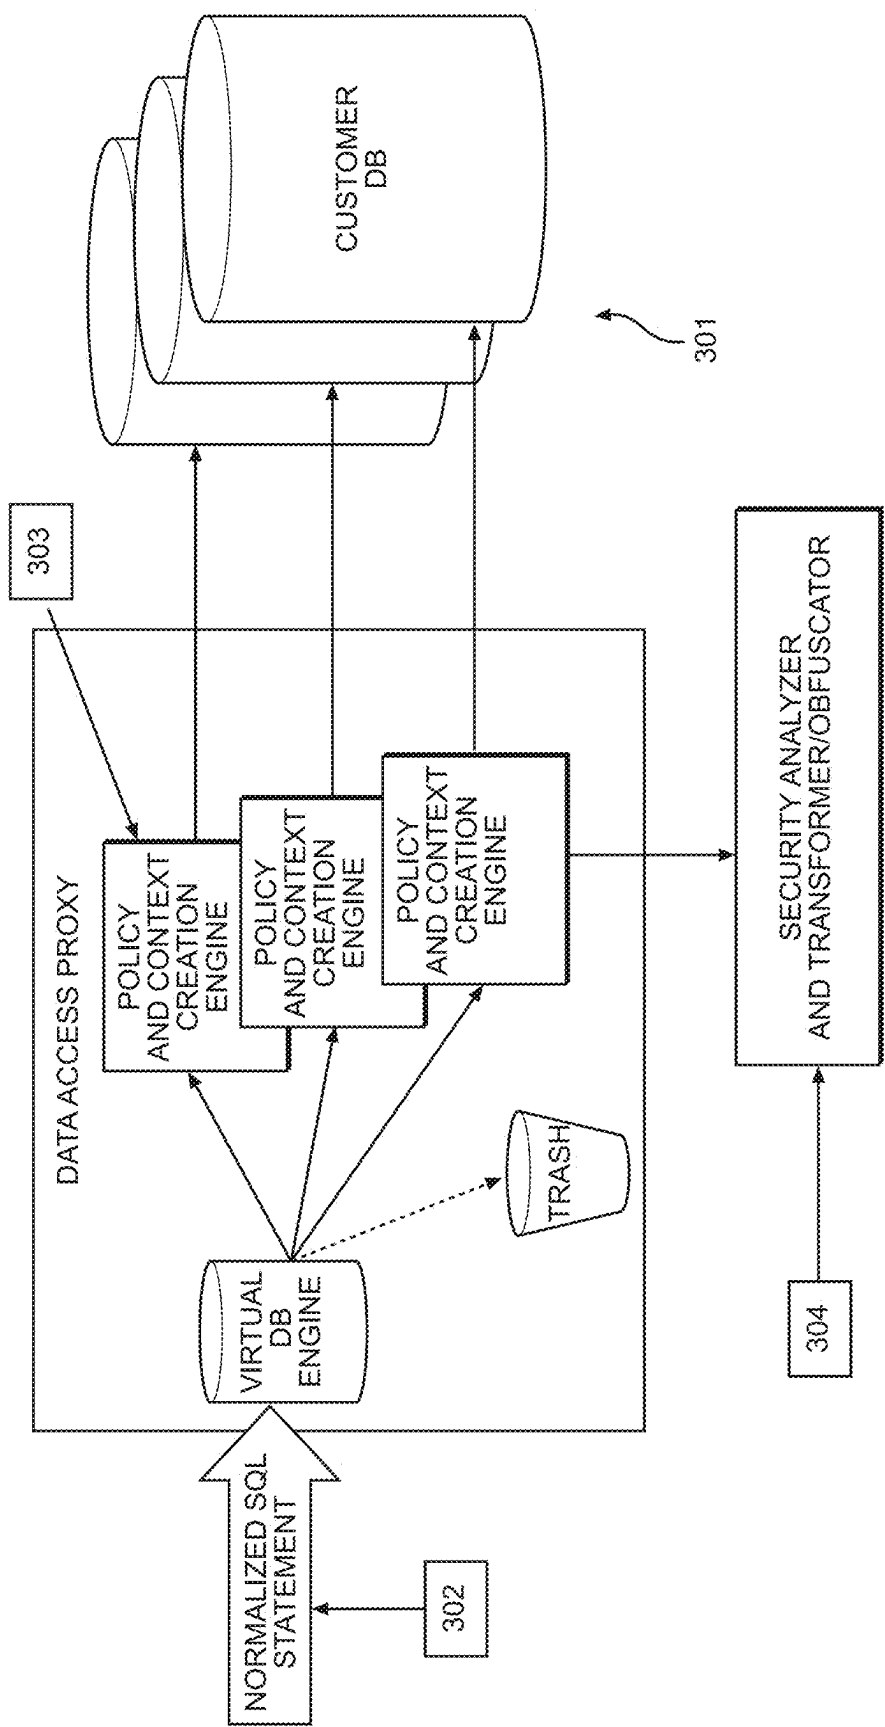 DATA ACCESS PROXY
303
NORMALIZED SQL
STATEMENT
302
VIRTUAL
DB
ENGINE
TRASH
POLICY
AND CONTEXT
CREATION
ENGINE
POLICY
AND CONTEXT
CREATION
ENGINE
POLICY
AND CONTEXT
CREATION
ENGINE
CUSTOMER
DB
301
304
SECURITY ANALYZER
AND TRANSFORMER/OBFUSCATOR